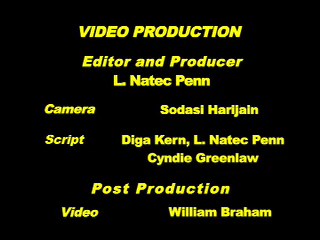 VIDEO PRODUCTION
Editor and Producer
L. Natec Penn
Camera Sodasi Harijain
Script Diga Kern, L. Natec Penn
Cyndie Greenlaw
Post Production
Video William Braham